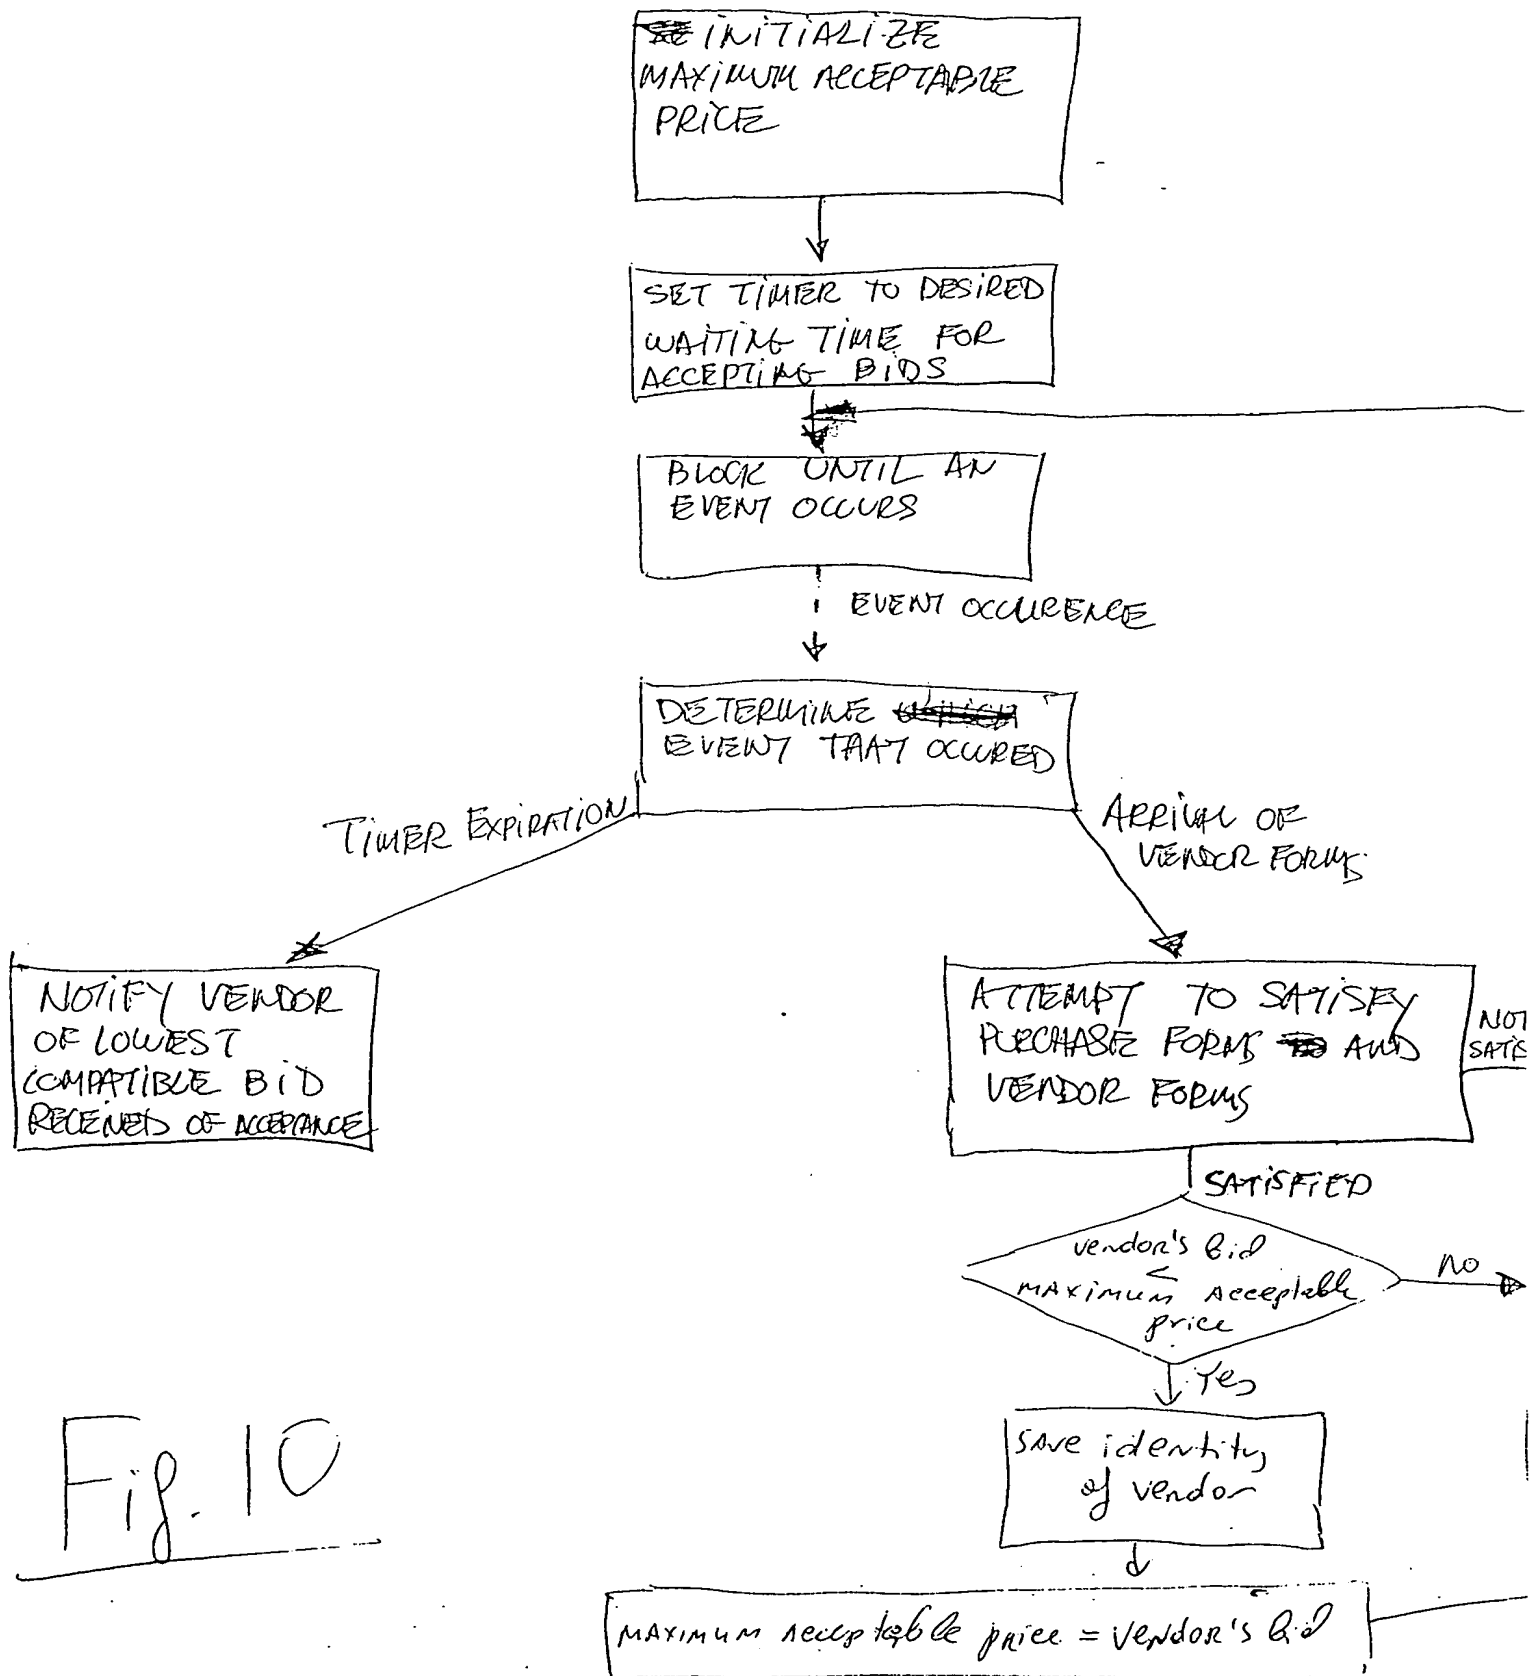 INITIALIZE
MAXIMUM ACCEPTABLE
PRICE
SET TIMER TO DESIRED
WAITING TIME FOR
ACCEPTING BIDS
BLOCK UNTIL AN
EVENT OCCURS
EVENT OCCURENCE
DETERMINE
EVENT THAT OCCURED
TIMER EXPIRATION
ARRIVAL OF
VENDOR FORMS
NOTIFY VENDOR
OF LOWEST
COMPATIBLE BID
RECEIVED OF ACCEPTANCE
ATTEMPT TO SATISFY
PURCHASE FORMS AND
VENDOR FORMS
NOT
SATIS
SATISFIED
vendor's bid
<
MAXIMUM Acceptable
price
NO
Yes
SAve identity
of vendor
Fig. 10
MAXIMUM Acceptable price = vendor's bid